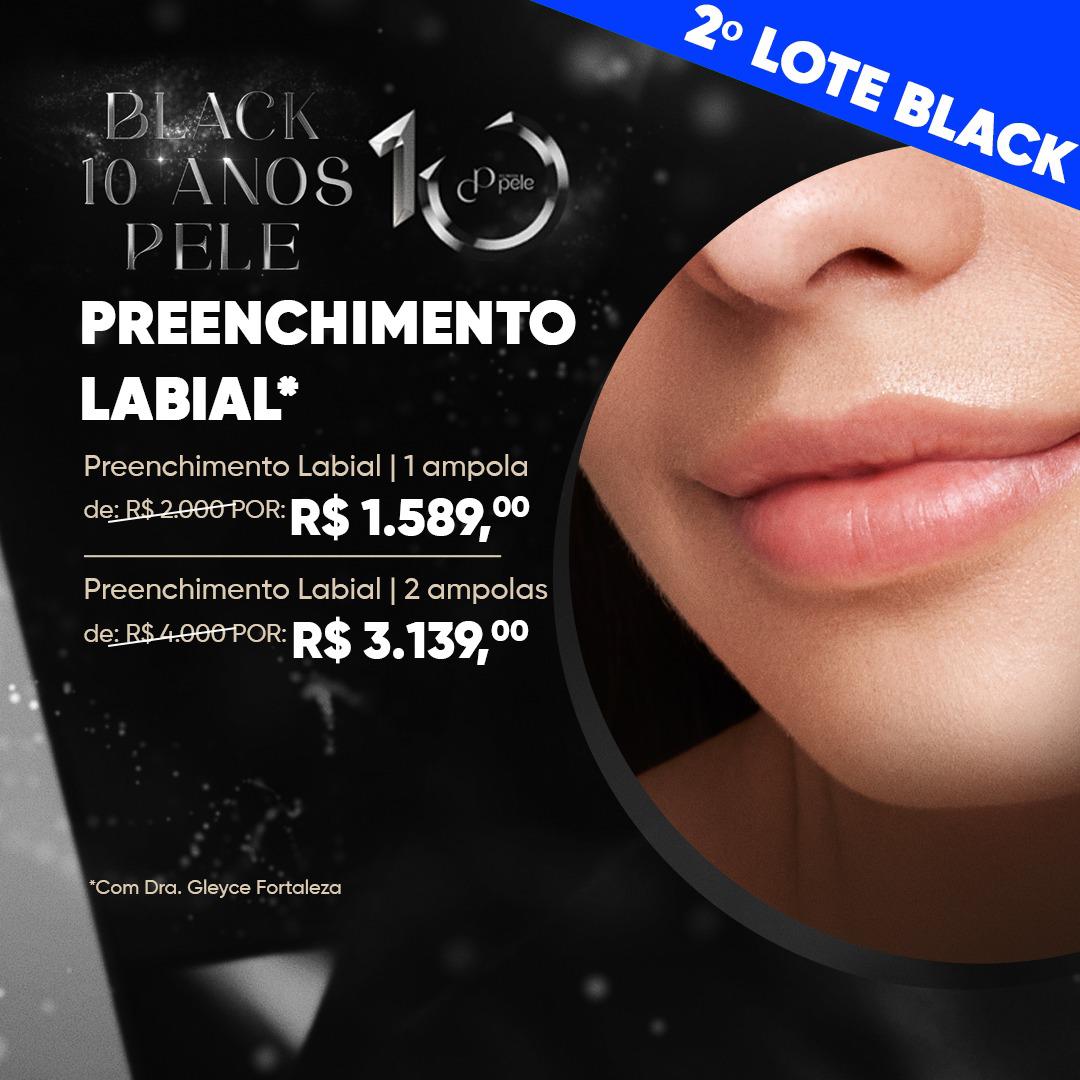 2º LOTE BLACK
BLACK
10 ANOS
PELE
10
pele
PREENCHIMENTO
LABIAL*
Preenchimento Labial | 1 ampola
de: R$ 2.000 POR: R$ 1.589,00
Preenchimento Labial | 2 ampolas
de: R$ 4.000 POR: R$ 3.139,00
*Com Dra. Gleyce Fortaleza